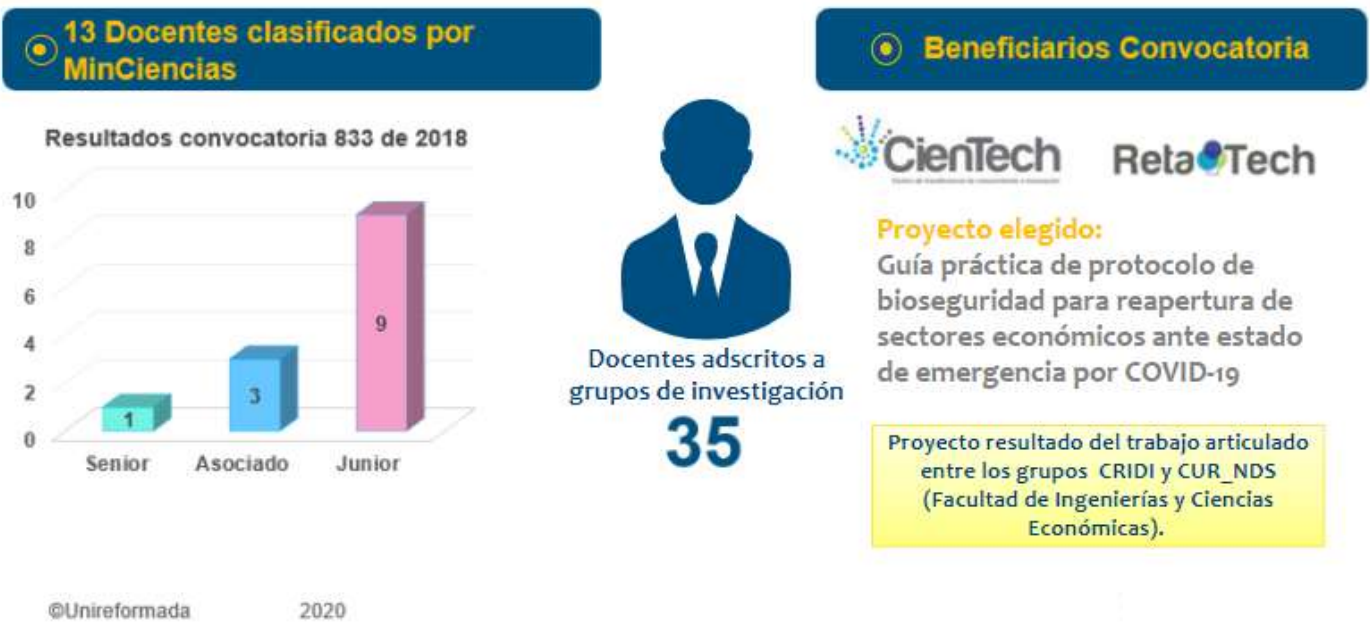 13 Docentes clasificados por
MinCiencias
Resultados convocatoria 833 de 2018
10
8
6
4
2
0
1
3
9
Senior
Asociado
Junior
Docentes adscritos a
grupos de investigación
35
Beneficiarios Convocatoria
CienTech
RetaTech
Proyecto elegido:
Guía práctica de protocolo de
bioseguridad para reapertura de
sectores económicos ante estado
de emergencia por COVID-19
Proyecto resultado del trabajo articulado
entre los grupos CRIDI y CUR_NDS
(Facultad de Ingenierías y Ciencias
Económicas).
©Unireformada
2020